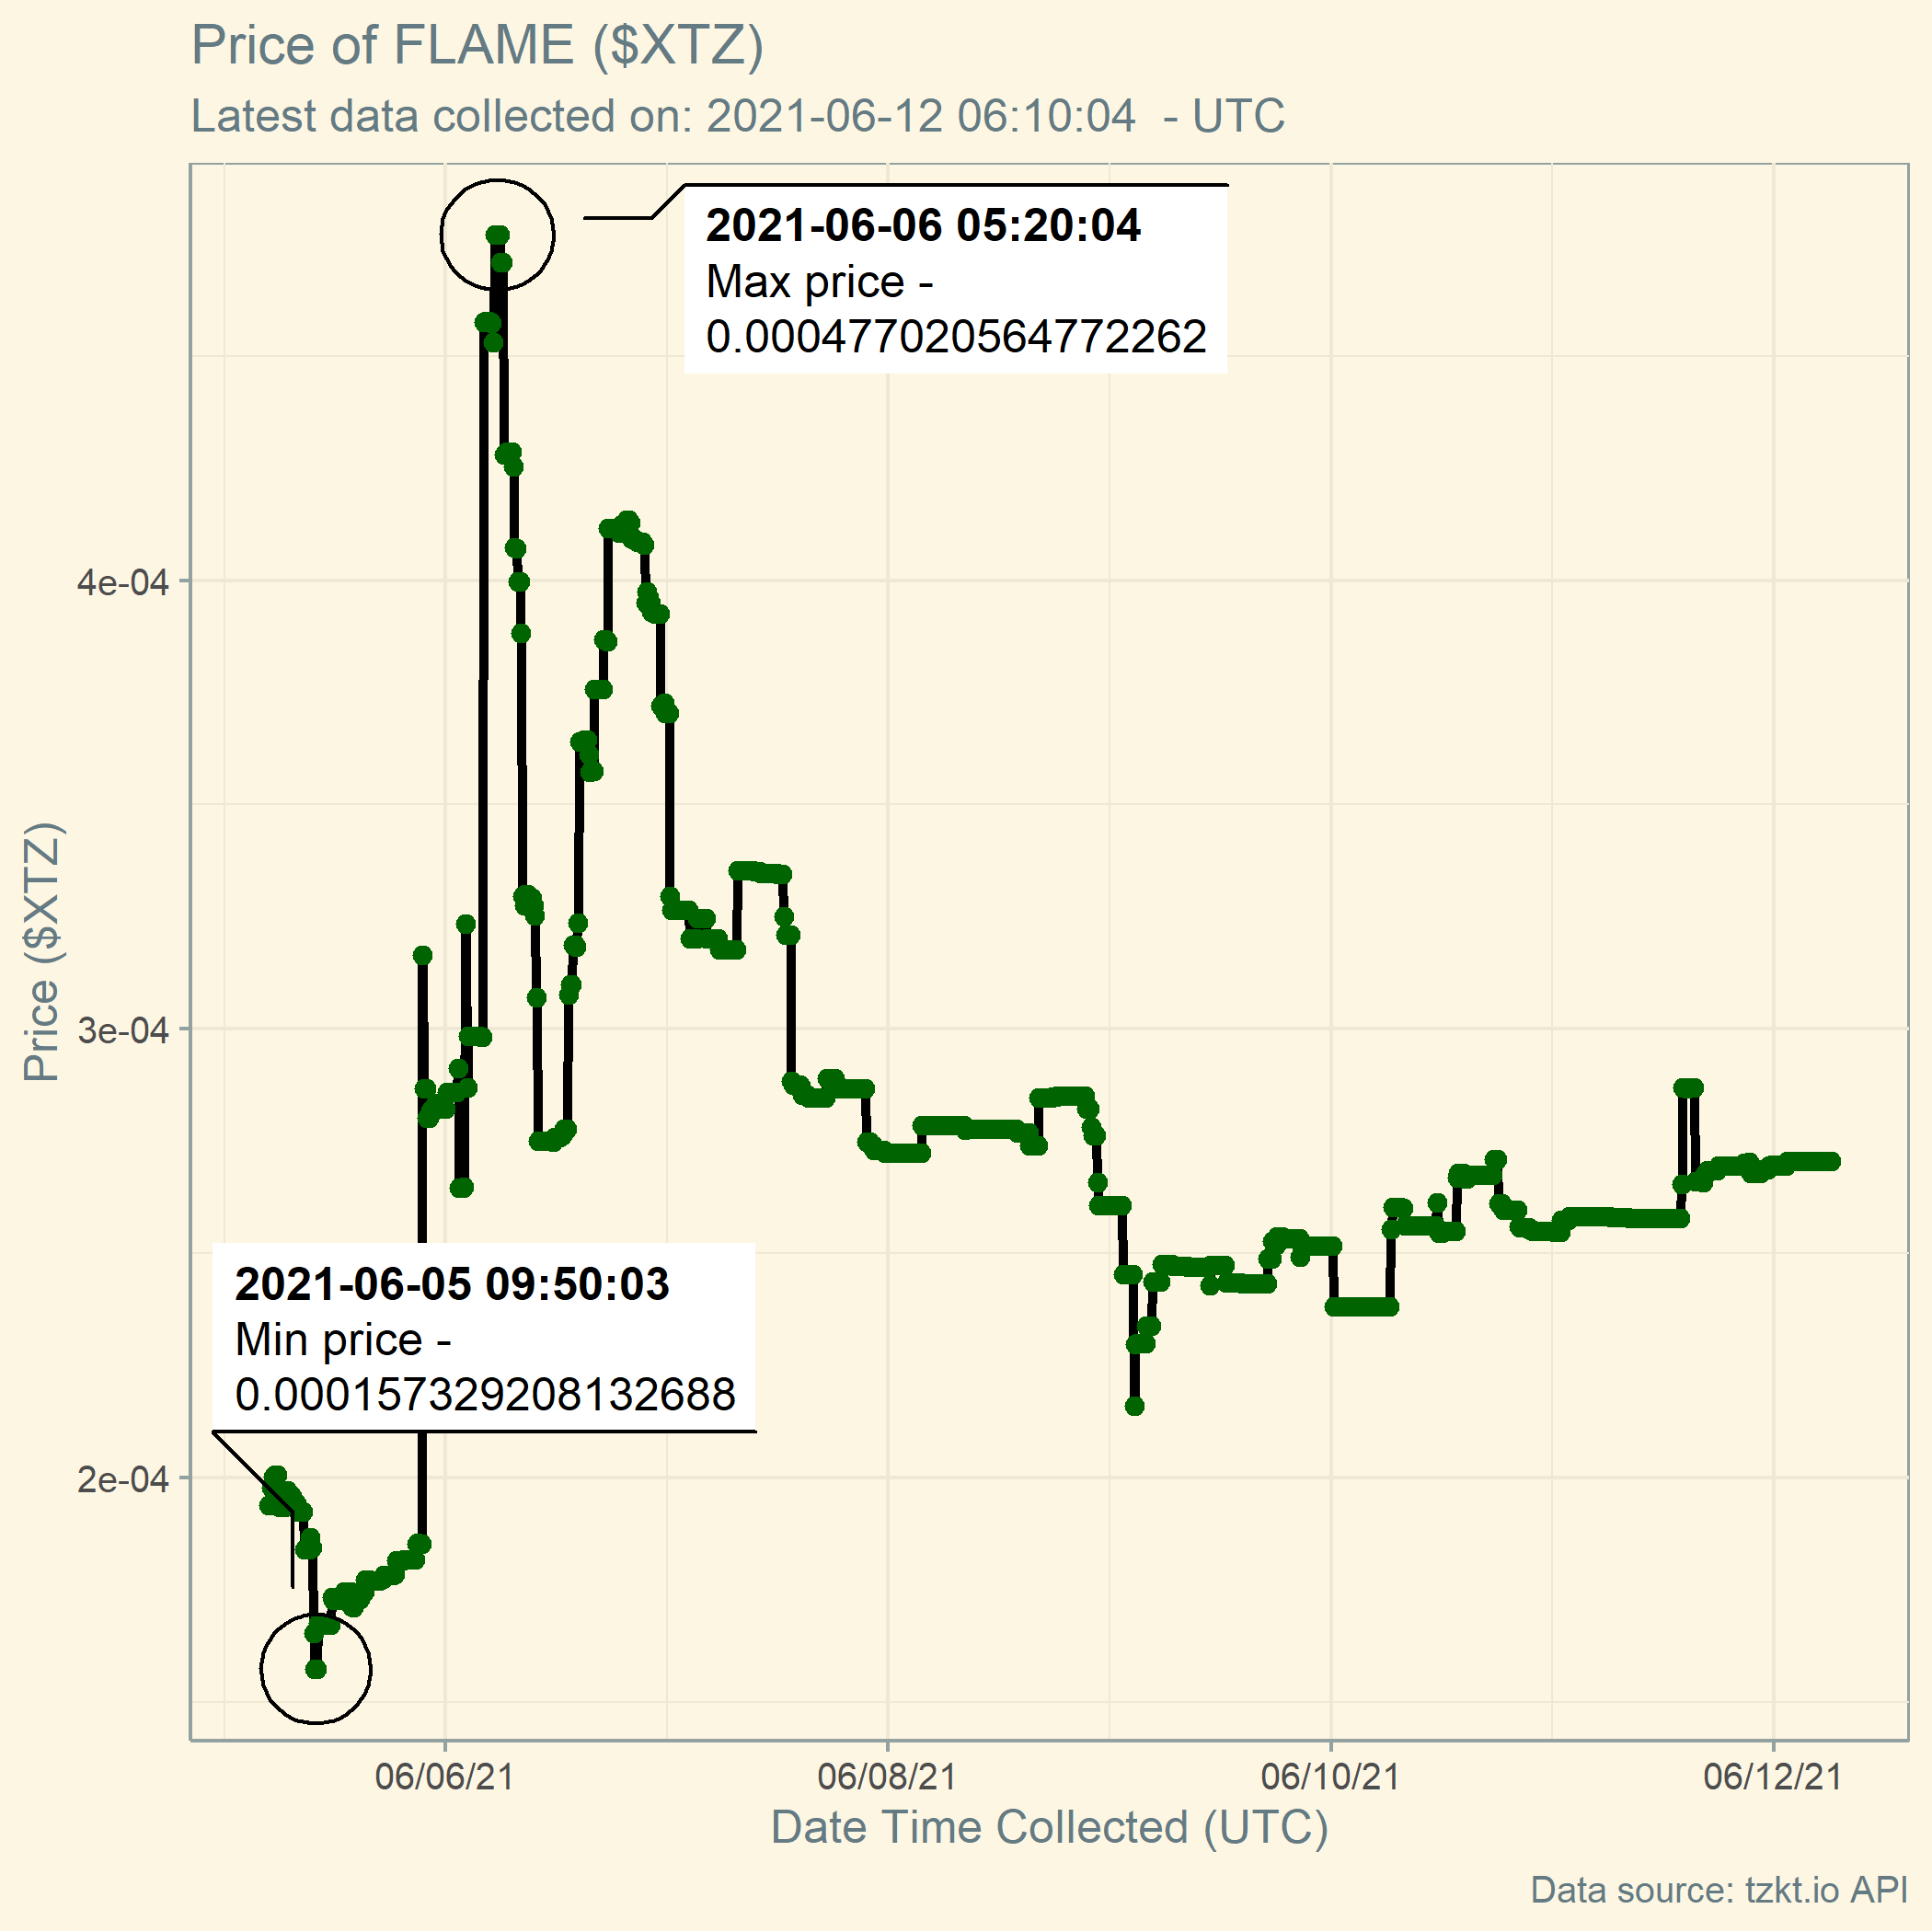 Price of FLAME ($XTZ)
Latest data collected on: 2021-06-12 06:10:04  - UTC
2021-06-06 05:20:04
Max price -
0.000477020564772262
4e-04
3e-04
2e-04
Price ($XTZ)
2021-06-05 09:50:03
Min price -
0.000157329208132688
06/06/21
06/08/21
06/10/21
06/12/21
Date Time Collected (UTC)
Data source: tzkt.io API